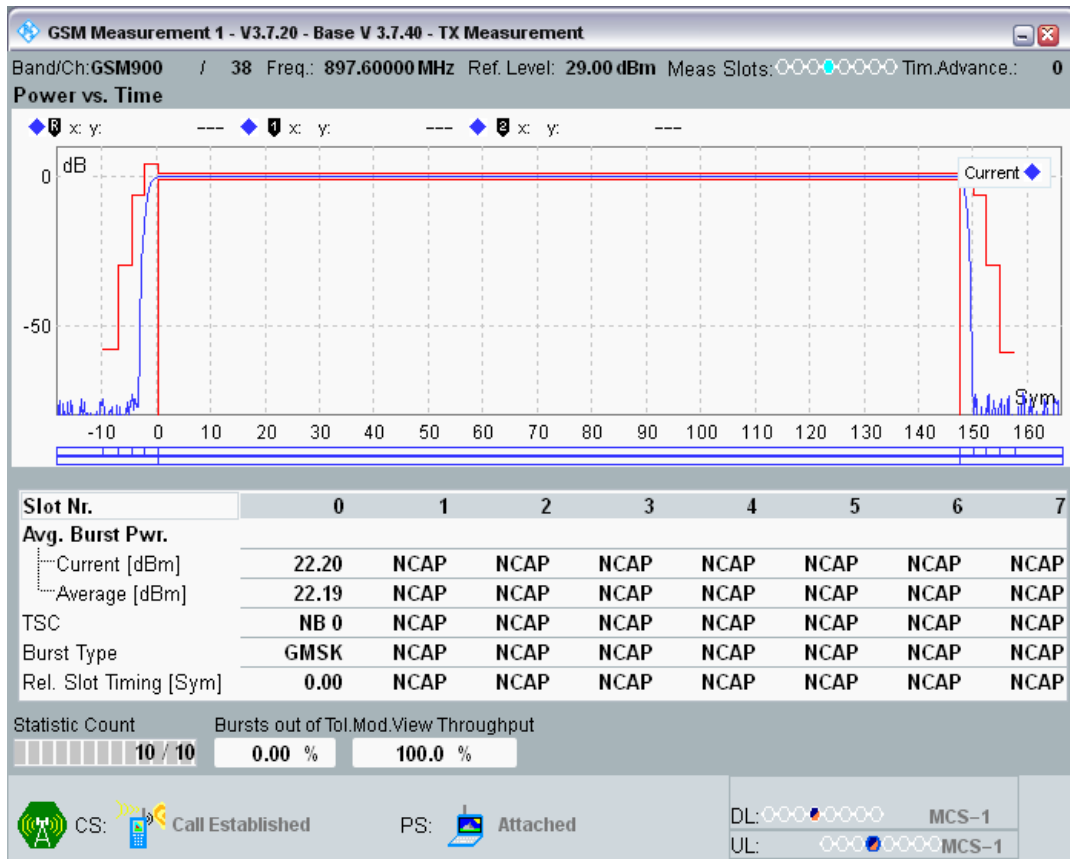 GSM Measurement 1 - V3.7.20 - Base V 3.7.40 - TX Measurement
Band/Ch:GSM900 / 38 Freq.: 897.60000 MHz Ref. Level: 29.00 dBm Meas Slots: Tim.Advance.: 0
Power vs. Time
R x: y: --- 1 x: y: --- 2 x: y: ---
dB
Current
0
-50
Sym
-10 0 10 20 30 40 50 60 70 80 90 100 110 120 130 140 150 160
Slot Nr. 0 1 2 3 4 5 6 7
Avg. Burst Pwr.
Current [dBm] 22.20 NCAP NCAP NCAP NCAP NCAP NCAP NCAP
Average [dBm] 22.19 NCAP NCAP NCAP NCAP NCAP NCAP NCAP
TSC NB 0 NCAP NCAP NCAP NCAP NCAP NCAP NCAP
Burst Type GMSK NCAP NCAP NCAP NCAP NCAP NCAP NCAP
Rel. Slot Timing [Sym] 0.00 NCAP NCAP NCAP NCAP NCAP NCAP NCAP
Statistic Count Bursts out of Tol.Mod.View Throughput
10 / 10 0.00 % 100.0 %
CS: Call Established PS: Attached DL: MCS-1
UL: MCS-1